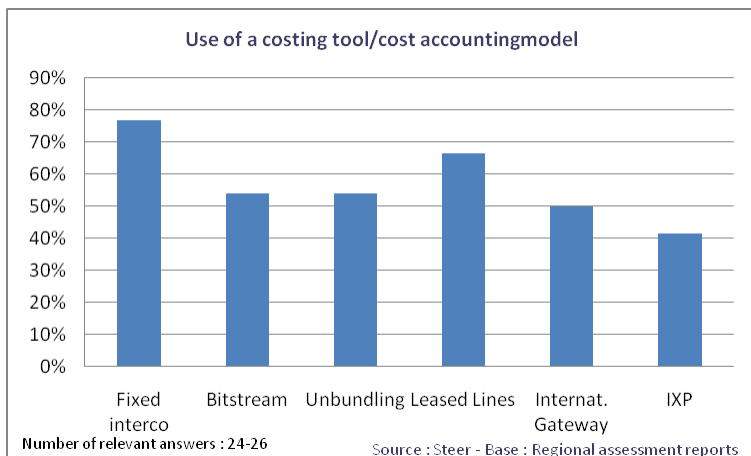 Use of a costing tool/cost accountingmodel
90%
80%
70%
60%
50%
40%
30%
20%
10%
0%
Fixed interco
Bitstream
Unbundling
Leased Lines
Internat. Gateway
IXP
Number of relevant answers : 24-26
Source : Steer - Base : Regional assessment reports